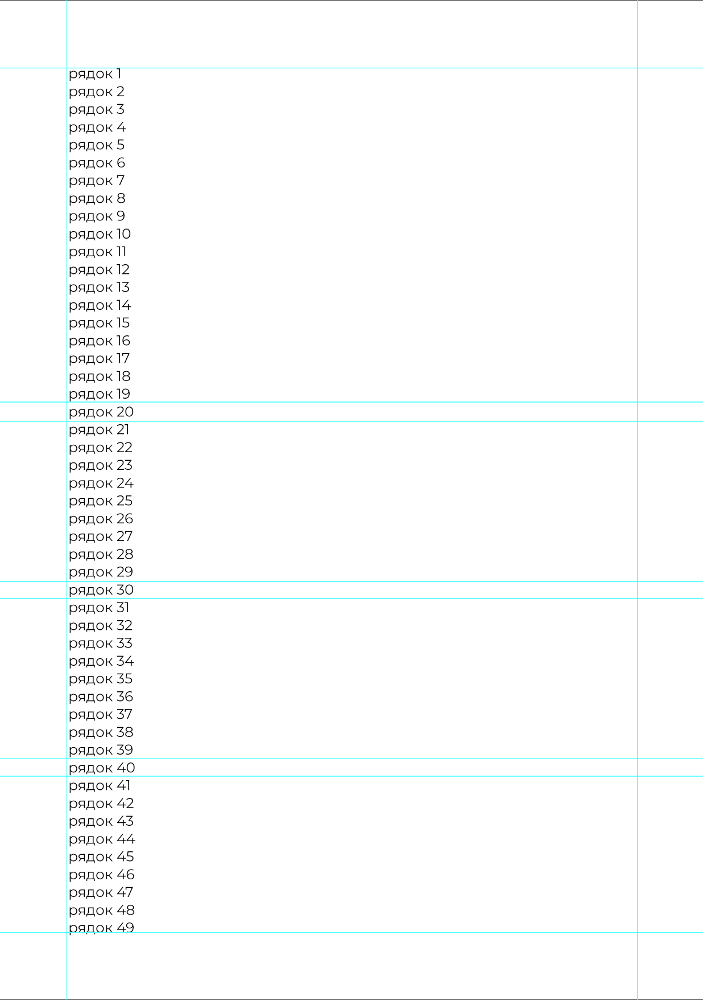 рядок 1
рядок 2
рядок 3
рядок 4
рядок 5
рядок 6
рядок 7
рядок 8
рядок 9
рядок 10
рядок 11
рядок 12
рядок 13
рядок 14
рядок 15
рядок 16
рядок 17
рядок 18
рядок 19
рядок 20
рядок 21
рядок 22
рядок 23
рядок 24
рядок 25
рядок 26
рядок 27
рядок 28
рядок 29
рядок 30
рядок 31
рядок 32
рядок 33
рядок 34
рядок 35
рядок 36
рядок 37
рядок 38
рядок 39
рядок 40
рядок 41
рядок 42
рядок 43
рядок 44
рядок 45
рядок 46
рядок 47
рядок 48
рядок 49